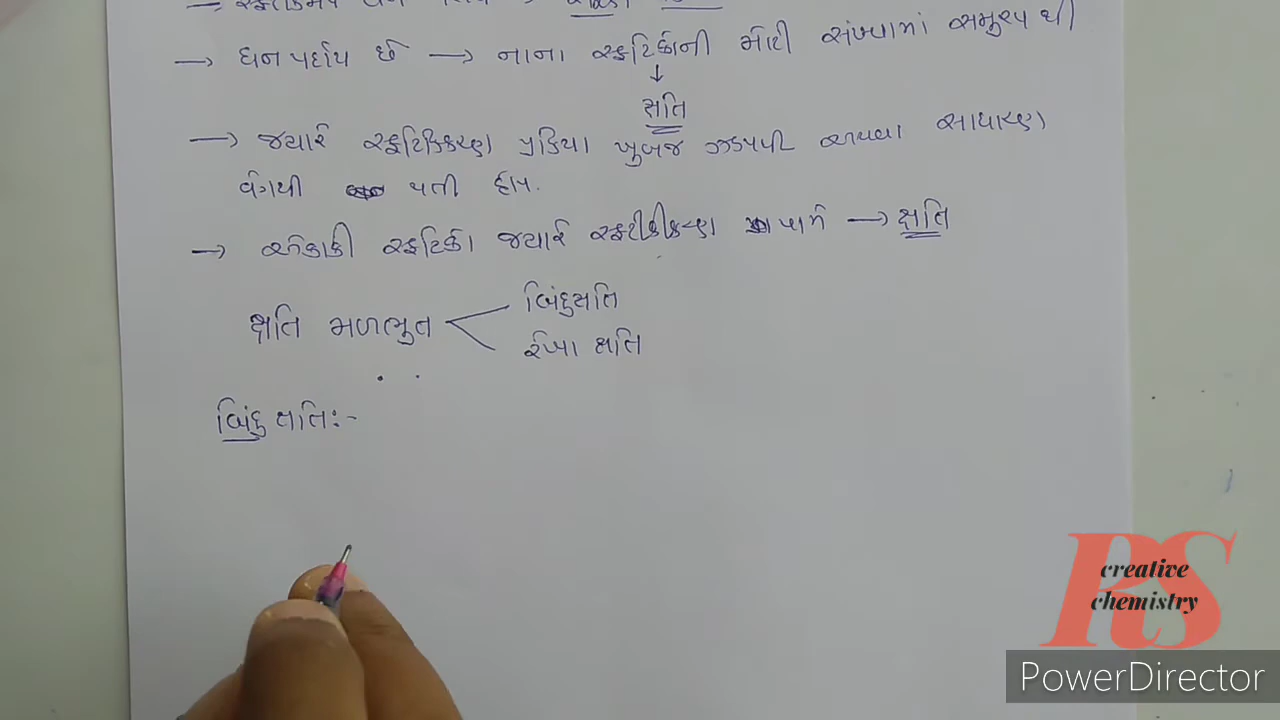 → ઘન પદાર્થ છે → નાના સ્ફટિકોની મોટી સંખ્યામાં સમુચ્ચય થી
↓
ક્ષતિ
→ જ્યારે સ્ફટિકીકરણ પ્રક્રિયા ખુબજ ઝડપથી અથવા સાધારણ
વેગથી થતી હોય.
→ એકાકી સ્ફટિકો જ્યારે સ્ફટીકીકરણ પામે → ક્ષતિ
ક્ષતિ મળભુત
બિંદુક્ષતિ
રેખા ક્ષતિ
બિંદુ ક્ષતિ:-
RS
creative
chemistry
PowerDirector